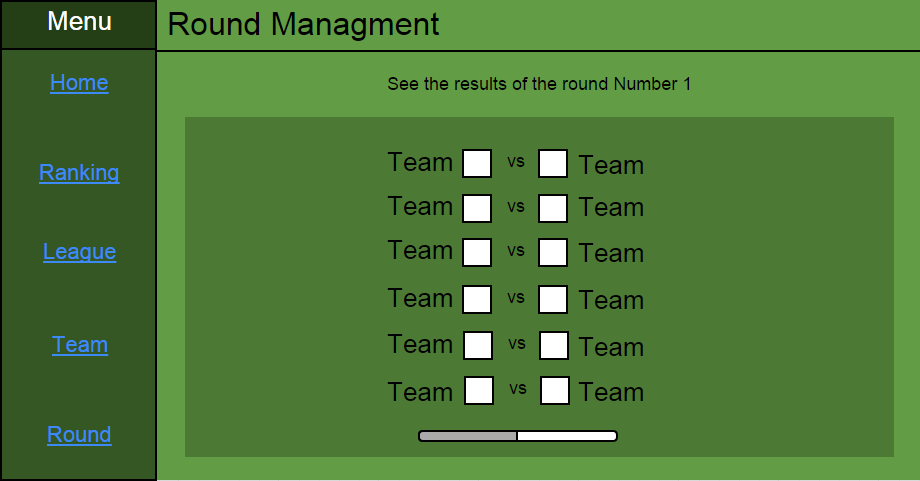 Menu
Round Managment
Home
Ranking
League
Team
Round
See the results of the round Number 1
Team vs Team
Team vs Team
Team vs Team
Team vs Team
Team vs Team
Team vs Team